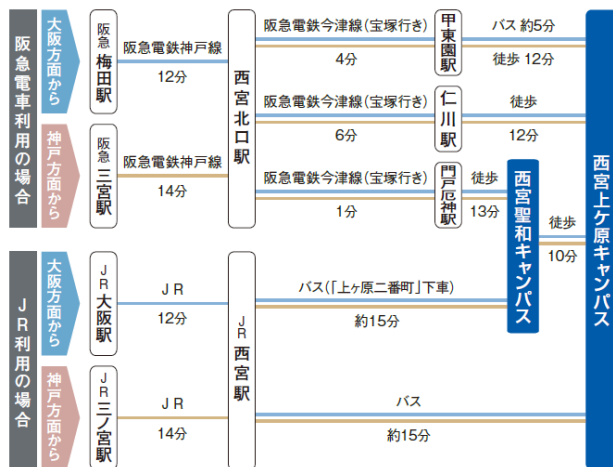 阪急電車利用の場合
大阪方面から
阪急 梅田駅
阪急電鉄神戸線
12分
神戸方面から
阪急 三宮駅
阪急電鉄神戸線
14分
西宮北口駅
阪急電鉄今津線(宝塚行き)
4分
甲東園駅
バス 約5分
徒歩 12分
阪急電鉄今津線(宝塚行き)
6分
仁川駅
徒歩
12分
阪急電鉄今津線(宝塚行き)
1分
門戸厄神駅
徒歩
13分
西宮聖和キャンパス
徒歩
10分
西宮上ケ原キャンパス
JR利用の場合
大阪方面から
JR 大阪駅
JR
12分
神戸方面から
JR 三ノ宮駅
JR
14分
JR 西宮駅
バス(「上ヶ原二番町」下車)
約15分
バス
約15分